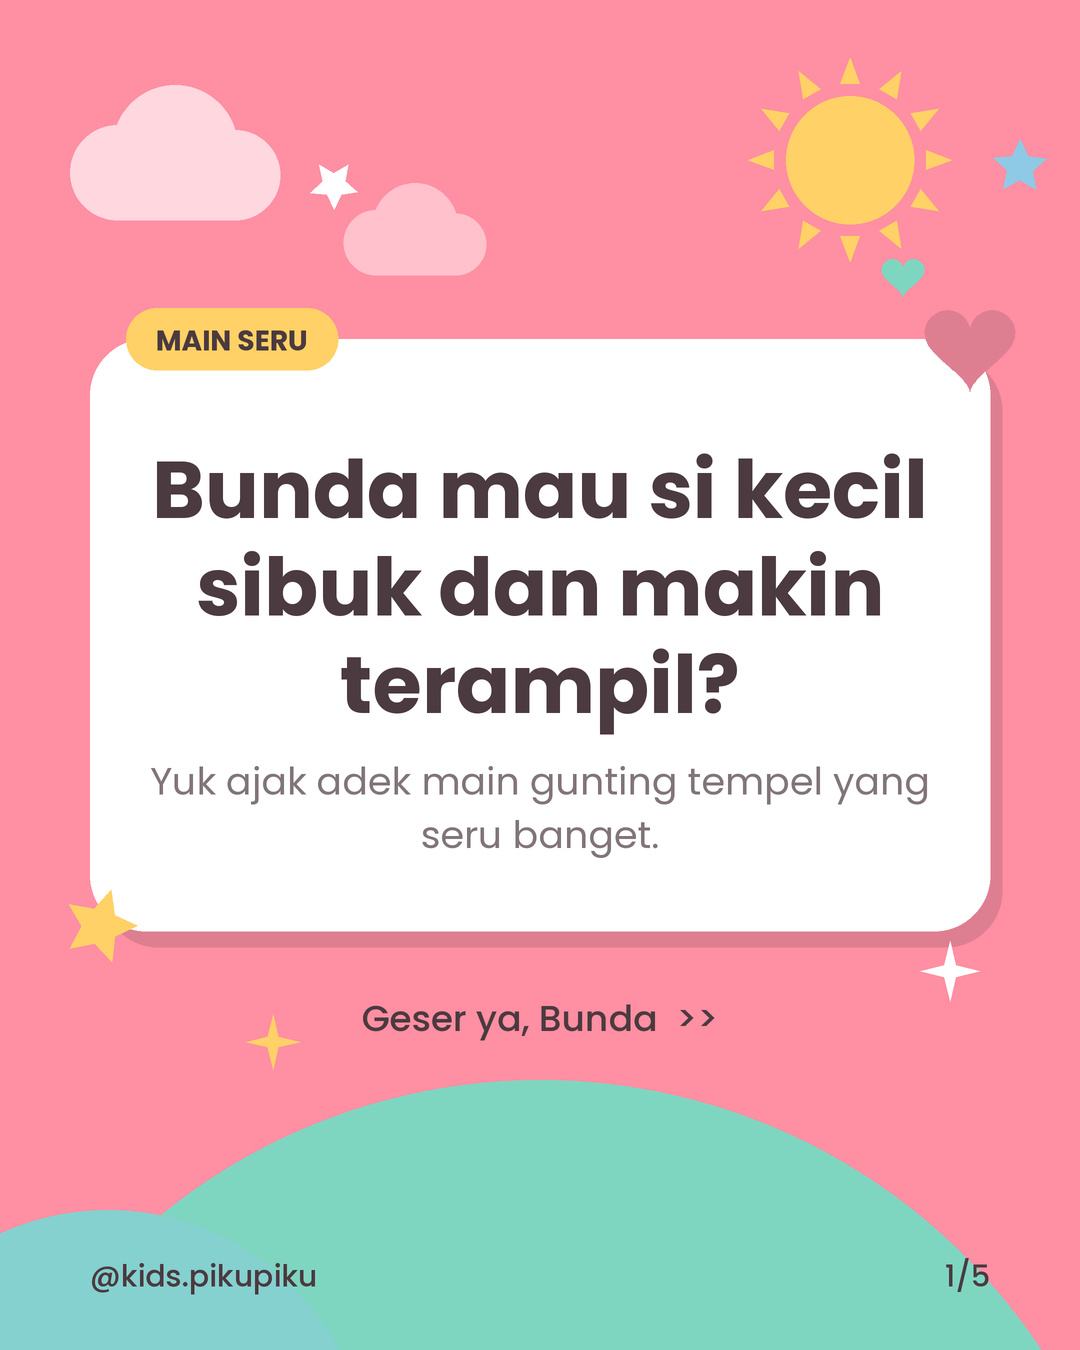 MAIN SERU
Bunda mau si kecil
sibuk dan makin
terampil?
Yuk ajak adek main gunting tempel yang
seru banget.
Geser ya, Bunda >>
@kids.pikupiku
1/5